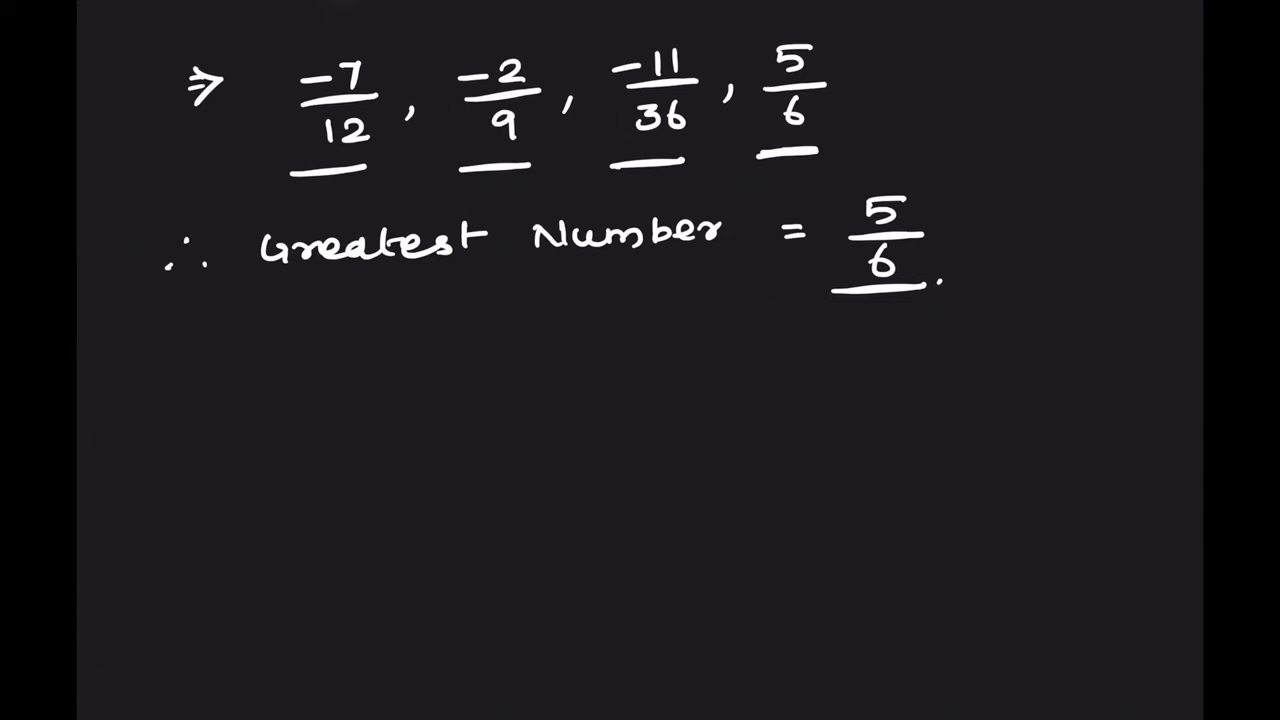 ⇒ -7/12, -2/9, -11/36, 5/6
∴ Greatest Number = 5/6.